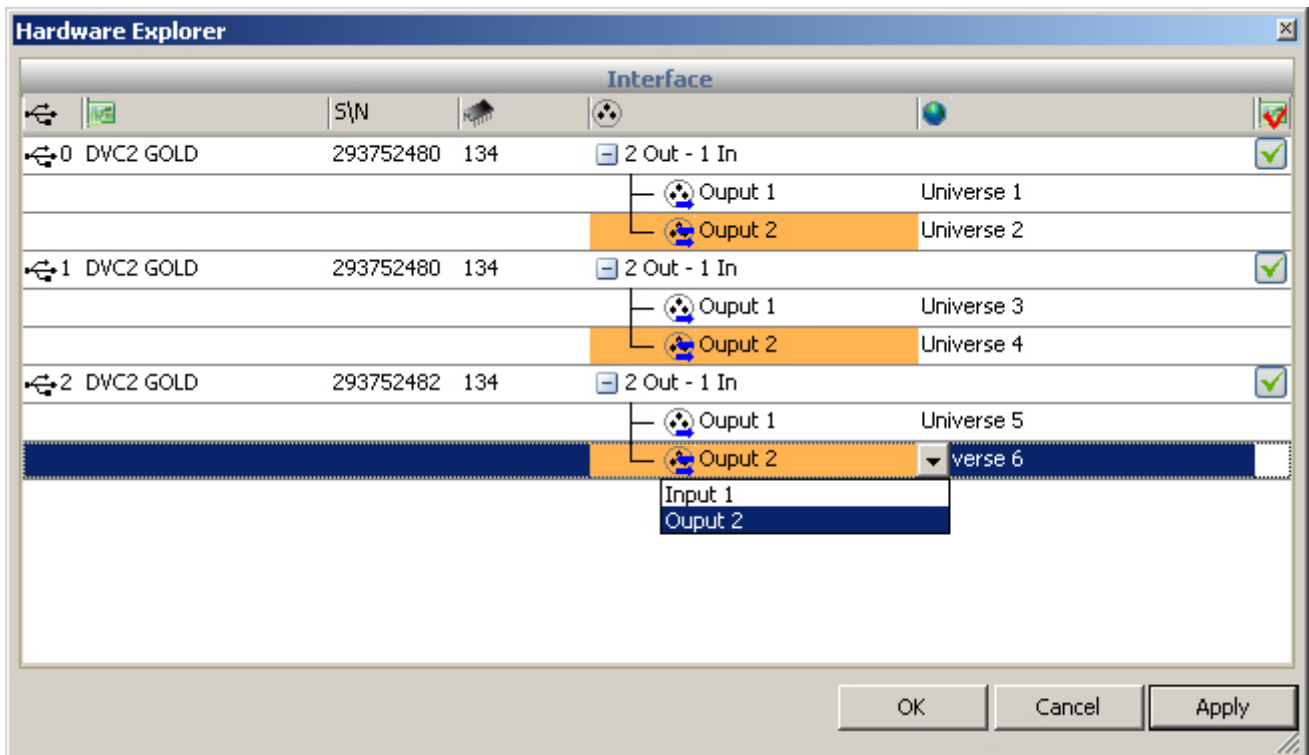 Hardware Explorer
Interface
S\N
0 DVC2 GOLD 293752480 134 2 Out - 1 In
Ouput 1 Universe 1
Ouput 2 Universe 2
1 DVC2 GOLD 293752480 134 2 Out - 1 In
Ouput 1 Universe 3
Ouput 2 Universe 4
2 DVC2 GOLD 293752482 134 2 Out - 1 In
Ouput 1 Universe 5
Ouput 2 verse 6
Input 1
Ouput 2
OK Cancel Apply